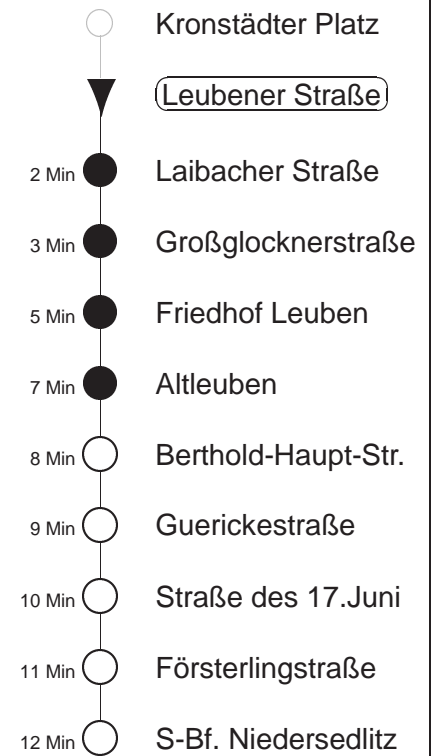 Kronstädter Platz
Leubener Straße
2 Min Laibacher Straße
3 Min Großglocknerstraße
5 Min Friedhof Leuben
7 Min Altleuben
8 Min Berthold-Haupt-Str.
9 Min Guerickestraße
10 Min Straße des 17.Juni
11 Min Försterlingstraße
12 Min S-Bf. Niedersedlitz